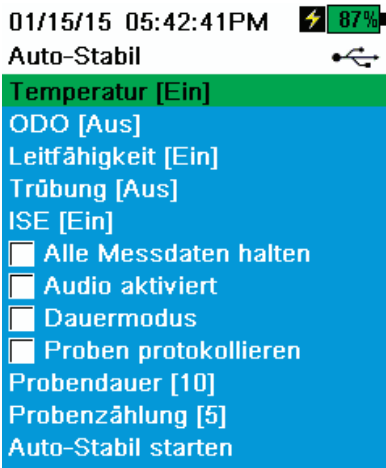 01/15/15 05:42:41PM 87%
Auto-Stabil
Temperatur [Ein]
ODO [Aus]
Leitfähigkeit [Ein]
Trübung [Aus]
ISE [Ein]
Alle Messdaten halten
Audio aktiviert
Dauermodus
Proben protokollieren
Probendauer [10]
Probenzählung [5]
Auto-Stabil starten